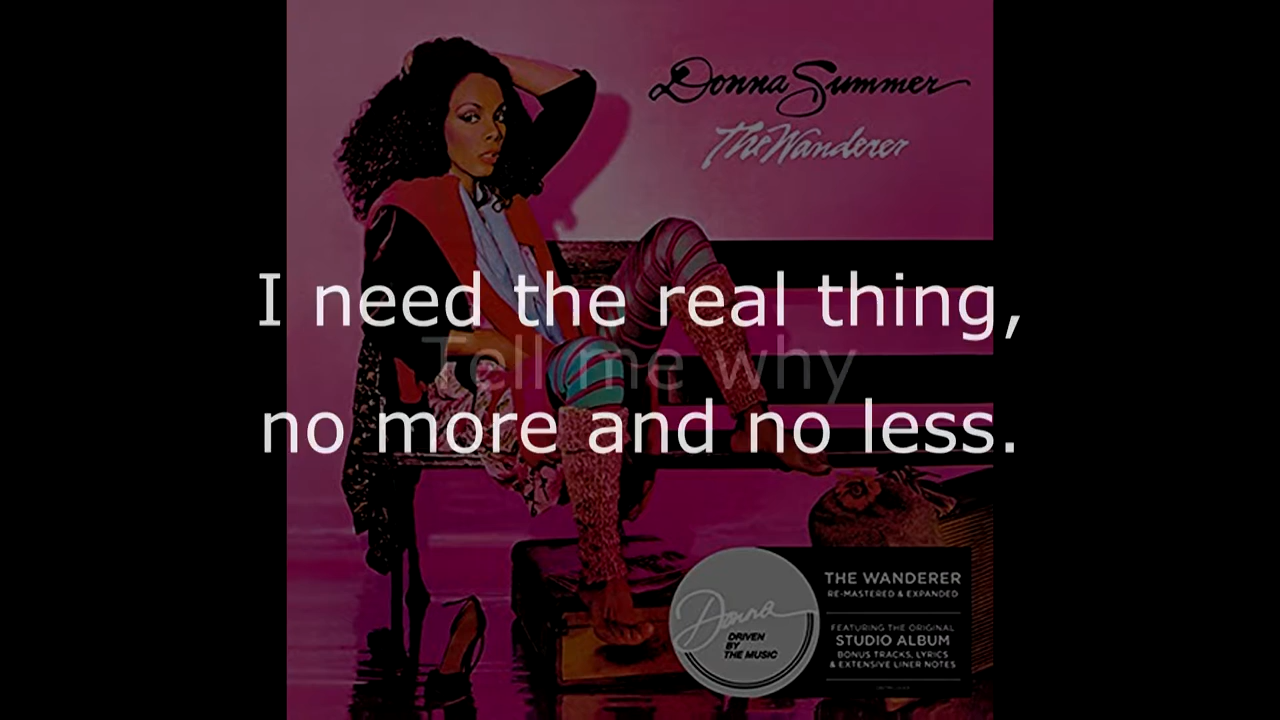 Donna Summer
The Wanderer
I need the real thing,
Tell me why
no more and no less.
Donna
DRIVEN
BY
THE MUSIC
THE WANDERER
RE-MASTERED & EXPANDED
FEATURING THE ORIGINAL
STUDIO ALBUM
BONUS TRACKS, LYRICS
& EXTENSIVE LINER NOTES